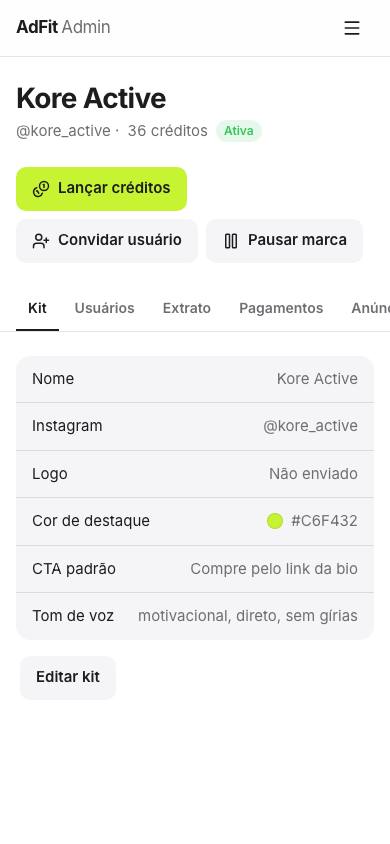 AdFit Admin
Kore Active
@kore_active · 36 créditos Ativa
Lançar créditos
Convidar usuário Pausar marca
Kit Usuários Extrato Pagamentos Anúnc
Nome Kore Active
Instagram @kore_active
Logo Não enviado
Cor de destaque #C6F432
CTA padrão Compre pelo link da bio
Tom de voz motivacional, direto, sem gírias
Editar kit